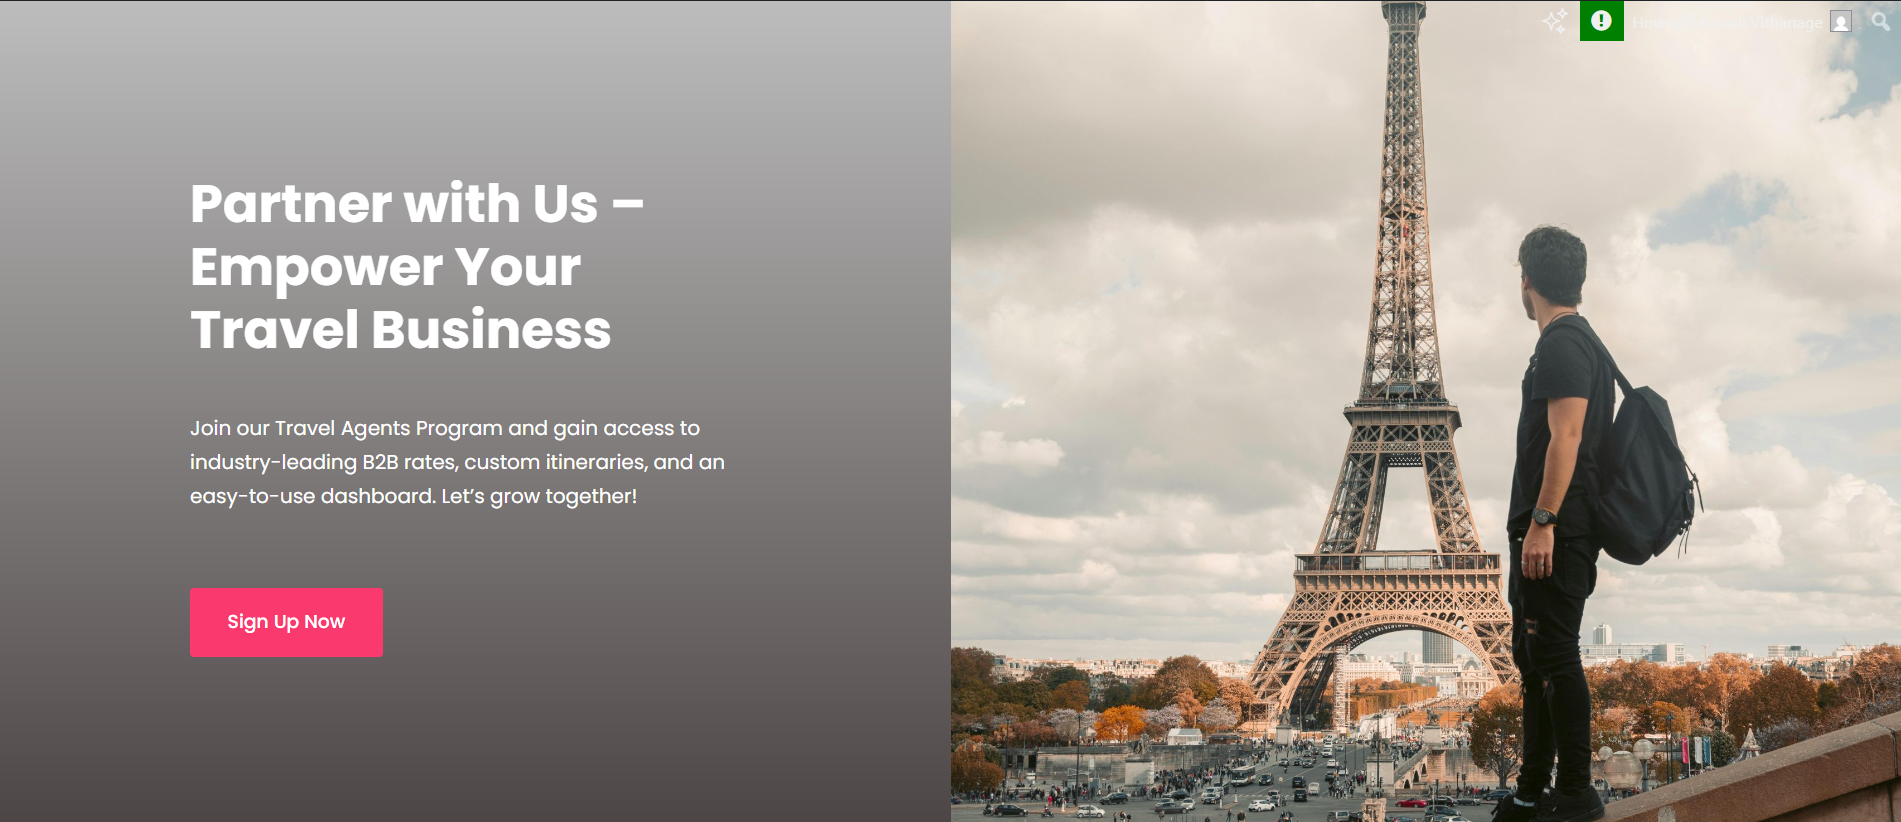 Partner with Us –
Empower Your
Travel Business
Join our Travel Agents Program and gain access to
industry-leading B2B rates, custom itineraries, and an
easy-to-use dashboard. Let’s grow together!
Sign Up Now